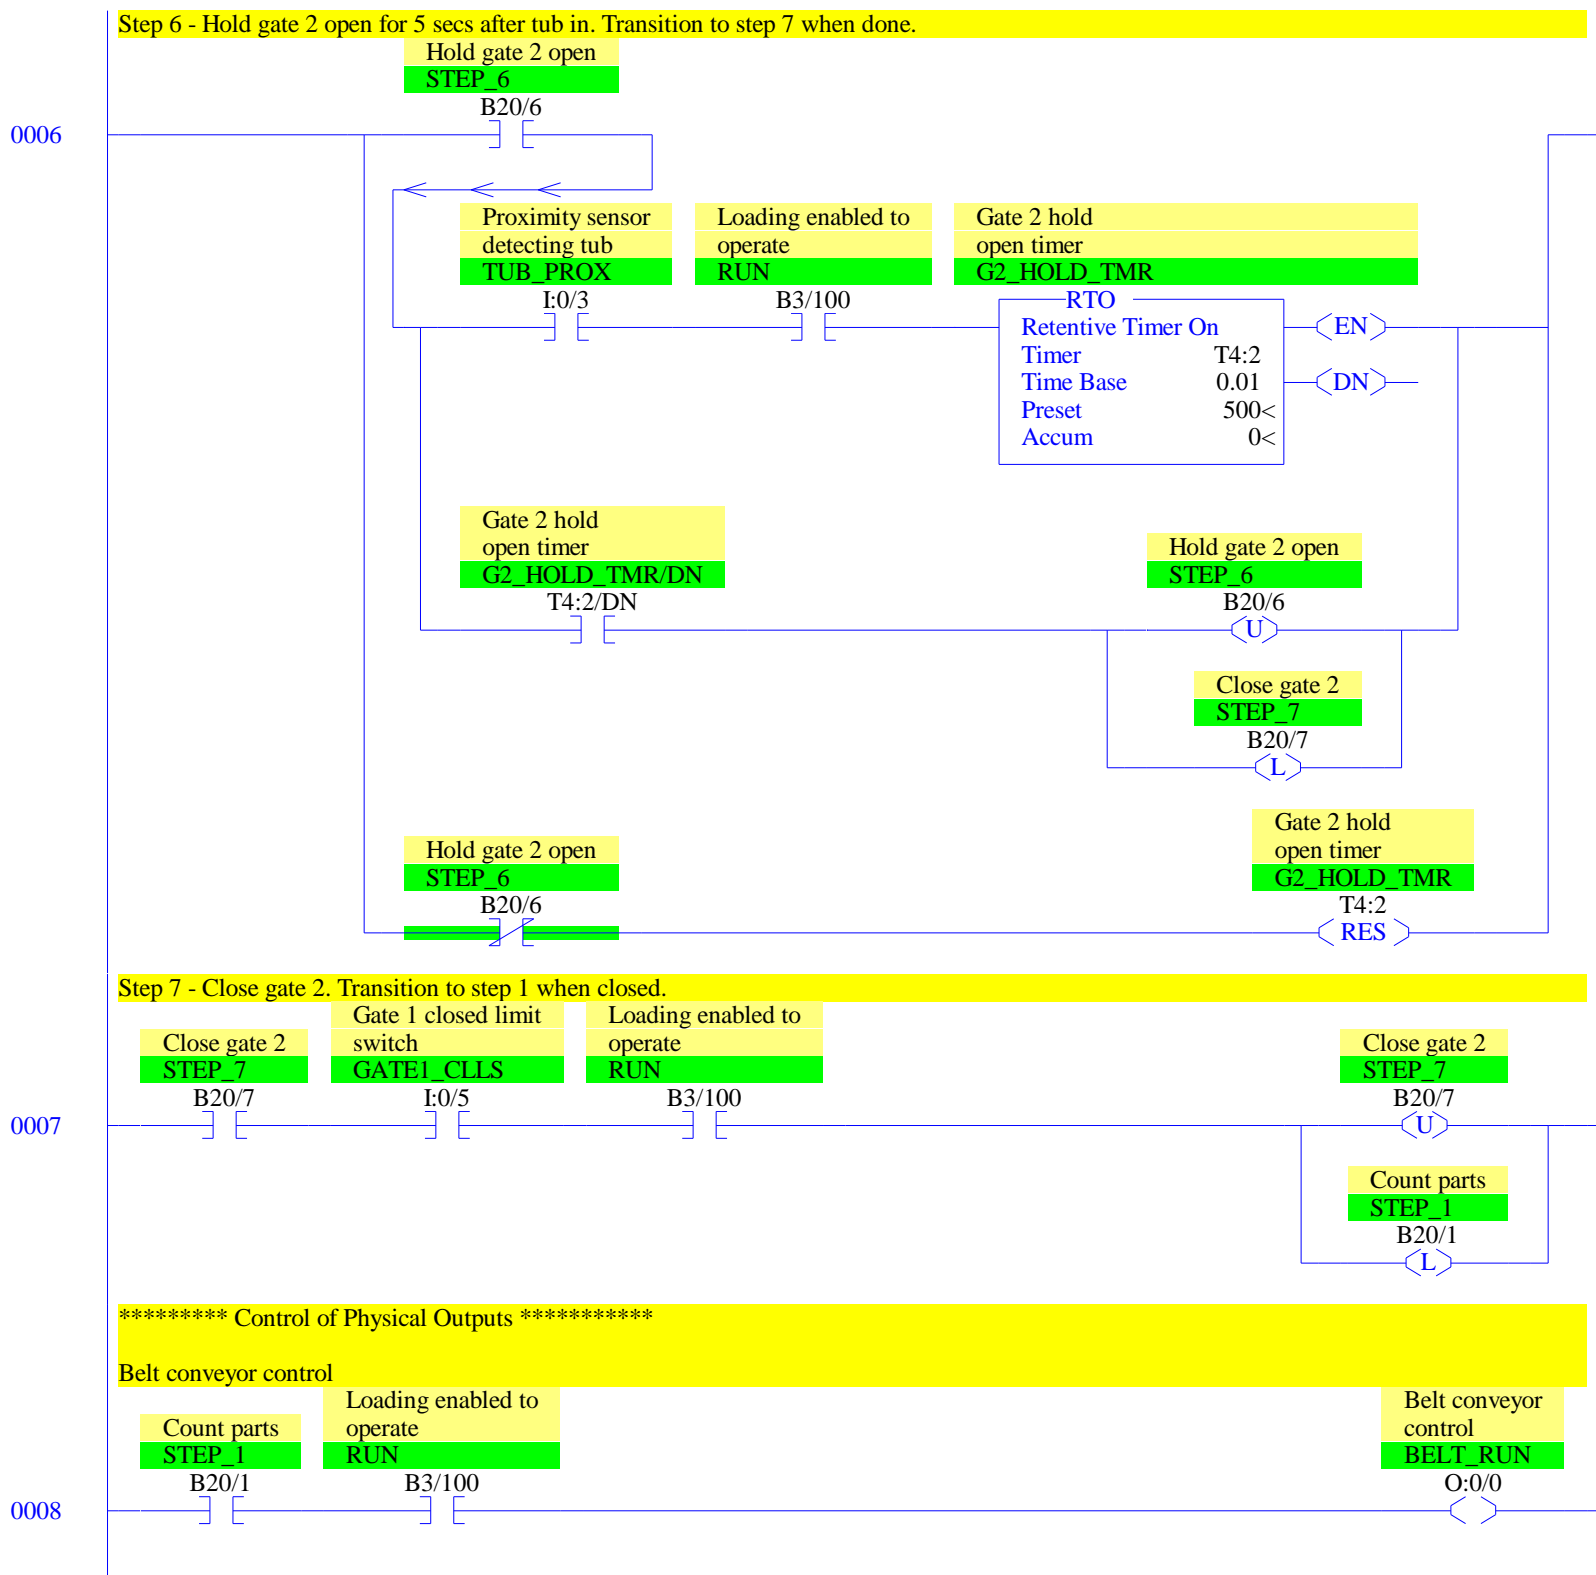 Step 6 - Hold gate 2 open for 5 secs after tub in. Transition to step 7 when done.
Hold gate 2 open
STEP_6
B20/6
0006
Proximity sensor
detecting tub
TUB_PROX
I:0/3
Loading enabled to
operate
RUN
B3/100
Gate 2 hold
open timer
G2_HOLD_TMR
RTO
Retentive Timer On
Timer T4:2
Time Base 0.01
Preset 500<
Accum 0<
EN
DN
Gate 2 hold
open timer
G2_HOLD_TMR/DN
T4:2/DN
Hold gate 2 open
STEP_6
B20/6
U
Close gate 2
STEP_7
B20/7
L
Hold gate 2 open
STEP_6
B20/6
Gate 2 hold
open timer
G2_HOLD_TMR
T4:2
RES
Step 7 - Close gate 2. Transition to step 1 when closed.
0007
Close gate 2
STEP_7
B20/7
Gate 1 closed limit
switch
GATE1_CLLS
I:0/5
Loading enabled to
operate
RUN
B3/100
Close gate 2
STEP_7
B20/7
U
Count parts
STEP_1
B20/1
L
********* Control of Physical Outputs ***********
Belt conveyor control
0008
Count parts
STEP_1
B20/1
Loading enabled to
operate
RUN
B3/100
Belt conveyor
control
BELT_RUN
O:0/0